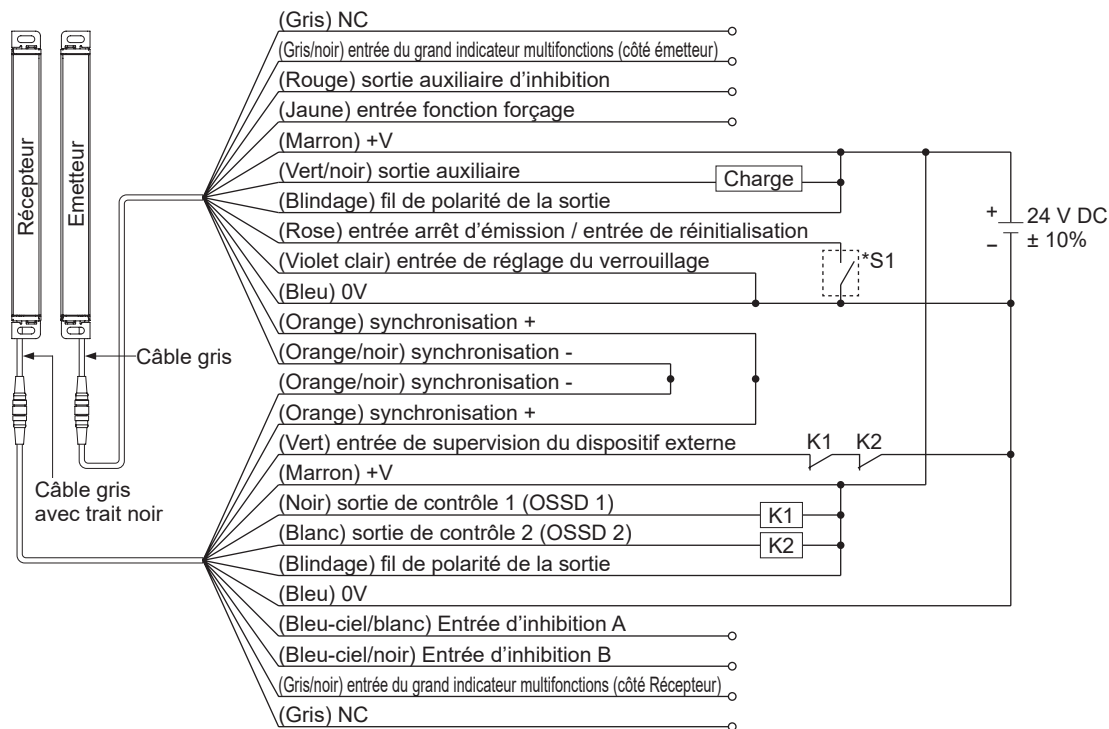 Récepteur
Emetteur
Câble gris
Câble gris
avec trait noir
(Gris) NC
(Gris/noir) entrée du grand indicateur multifonctions (côté émetteur)
(Rouge) sortie auxiliaire d’inhibition
(Jaune) entrée fonction forçage
(Marron) +V
(Vert/noir) sortie auxiliaire
Charge
(Blindage) fil de polarité de la sortie
(Rose) entrée arrêt d’émission / entrée de réinitialisation
(Violet clair) entrée de réglage du verrouillage
*S1
+
24 V DC
−
± 10%
(Bleu) 0V
(Orange) synchronisation +
(Orange/noir) synchronisation -
(Orange/noir) synchronisation -
(Orange) synchronisation +
(Vert) entrée de supervision du dispositif externe
K1 K2
(Marron) +V
(Noir) sortie de contrôle 1 (OSSD 1)
K1
(Blanc) sortie de contrôle 2 (OSSD 2)
K2
(Blindage) fil de polarité de la sortie
(Bleu) 0V
(Bleu-ciel/blanc) Entrée d’inhibition A
(Bleu-ciel/noir) Entrée d’inhibition B
(Gris/noir) entrée du grand indicateur multifonctions (côté Récepteur)
(Gris) NC